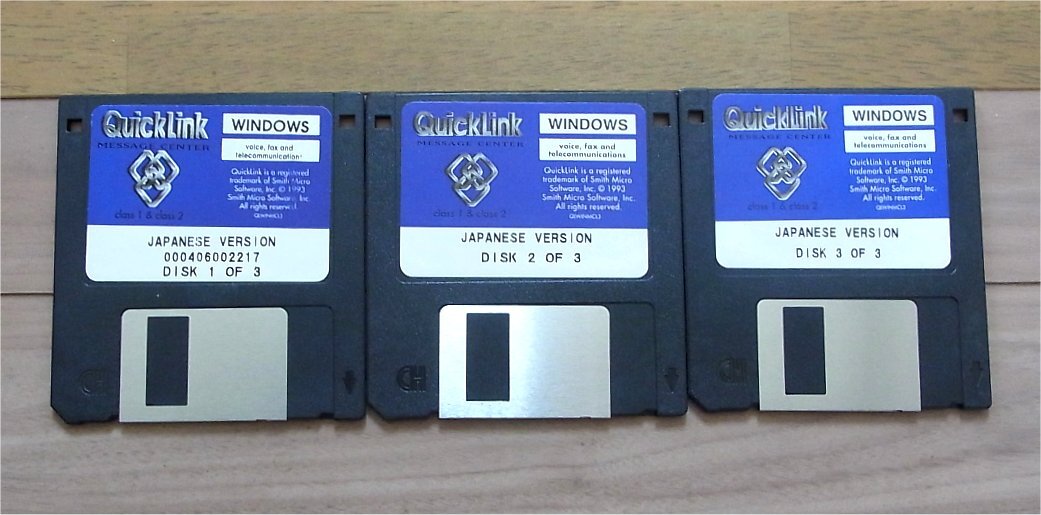 QuickLink
MESSAGE CENTER
WINDOWS
voice, fax and
telecommunications
QuickLink is a registered
trademark of Smith Micro
Software, Inc. © 1993
Smith Micro Software, Inc.
All rights reserved.
QLWINMCL1
class 1 & class 2
JAPANESE VERSION
000406002217
DISK 1 OF 3
QuickLink
MESSAGE CENTER
WINDOWS
voice, fax and
telecommunications
QuickLink is a registered
trademark of Smith Micro
Software, Inc. © 1993
Smith Micro Software, Inc.
All rights reserved.
QLWINMCL2
class 1 & class 2
JAPANESE VERSION
DISK 2 OF 3
QuickLink
MESSAGE CENTER
WINDOWS
voice, fax and
telecommunications
QuickLink is a registered
trademark of Smith Micro
Software, Inc. © 1993
Smith Micro Software, Inc.
All rights reserved.
QLWINMCL3
class 1 & class 2
JAPANESE VERSION
DISK 3 OF 3